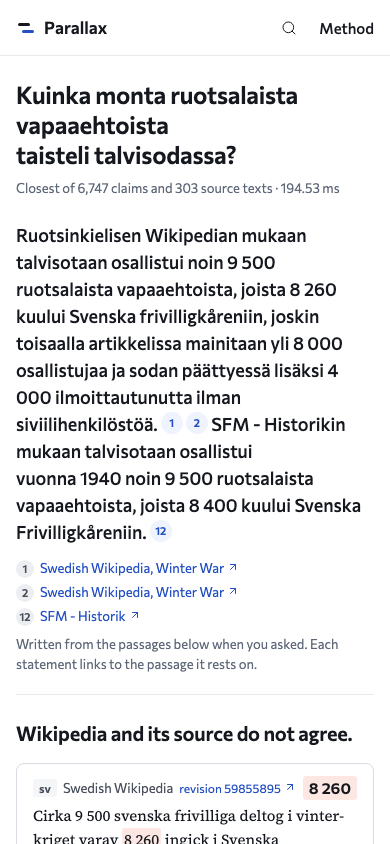 Parallax
Method
Kuinka monta ruotsalaista
vapaaehtoista
taisteli talvisodassa?
Closest of 6,747 claims and 303 source texts · 194.53 ms
Ruotsinkielisen Wikipedian mukaan
talvisotaan osallistui noin 9 500
ruotsalaista vapaaehtoista, joista 8 260
kuului Svenska frivilligkåreniin, joskin
toisaalla artikkelissa mainitaan yli 8 000
osallistujaa ja sodan päättyessä lisäksi 4
000 ilmoittautunutta ilman
siviilihenkilöstöä. 1 2 SFM - Historikin
mukaan talvisotaan osallistui
vuonna 1940 noin 9 500 ruotsalaista
vapaaehtoista, joista 8 400 kuului Svenska
Frivilligkåreniin. 12
1 Swedish Wikipedia, Winter War ↗
2 Swedish Wikipedia, Winter War ↗
12 SFM - Historik ↗
Written from the passages below when you asked. Each
statement links to the passage it rests on.
Wikipedia and its source do not agree.
sv Swedish Wikipedia revision 59855895 ↗ 8 260
Cirka 9 500 svenska frivilliga deltog i vinter-
kriget varav 8 260 ingick i Svenska